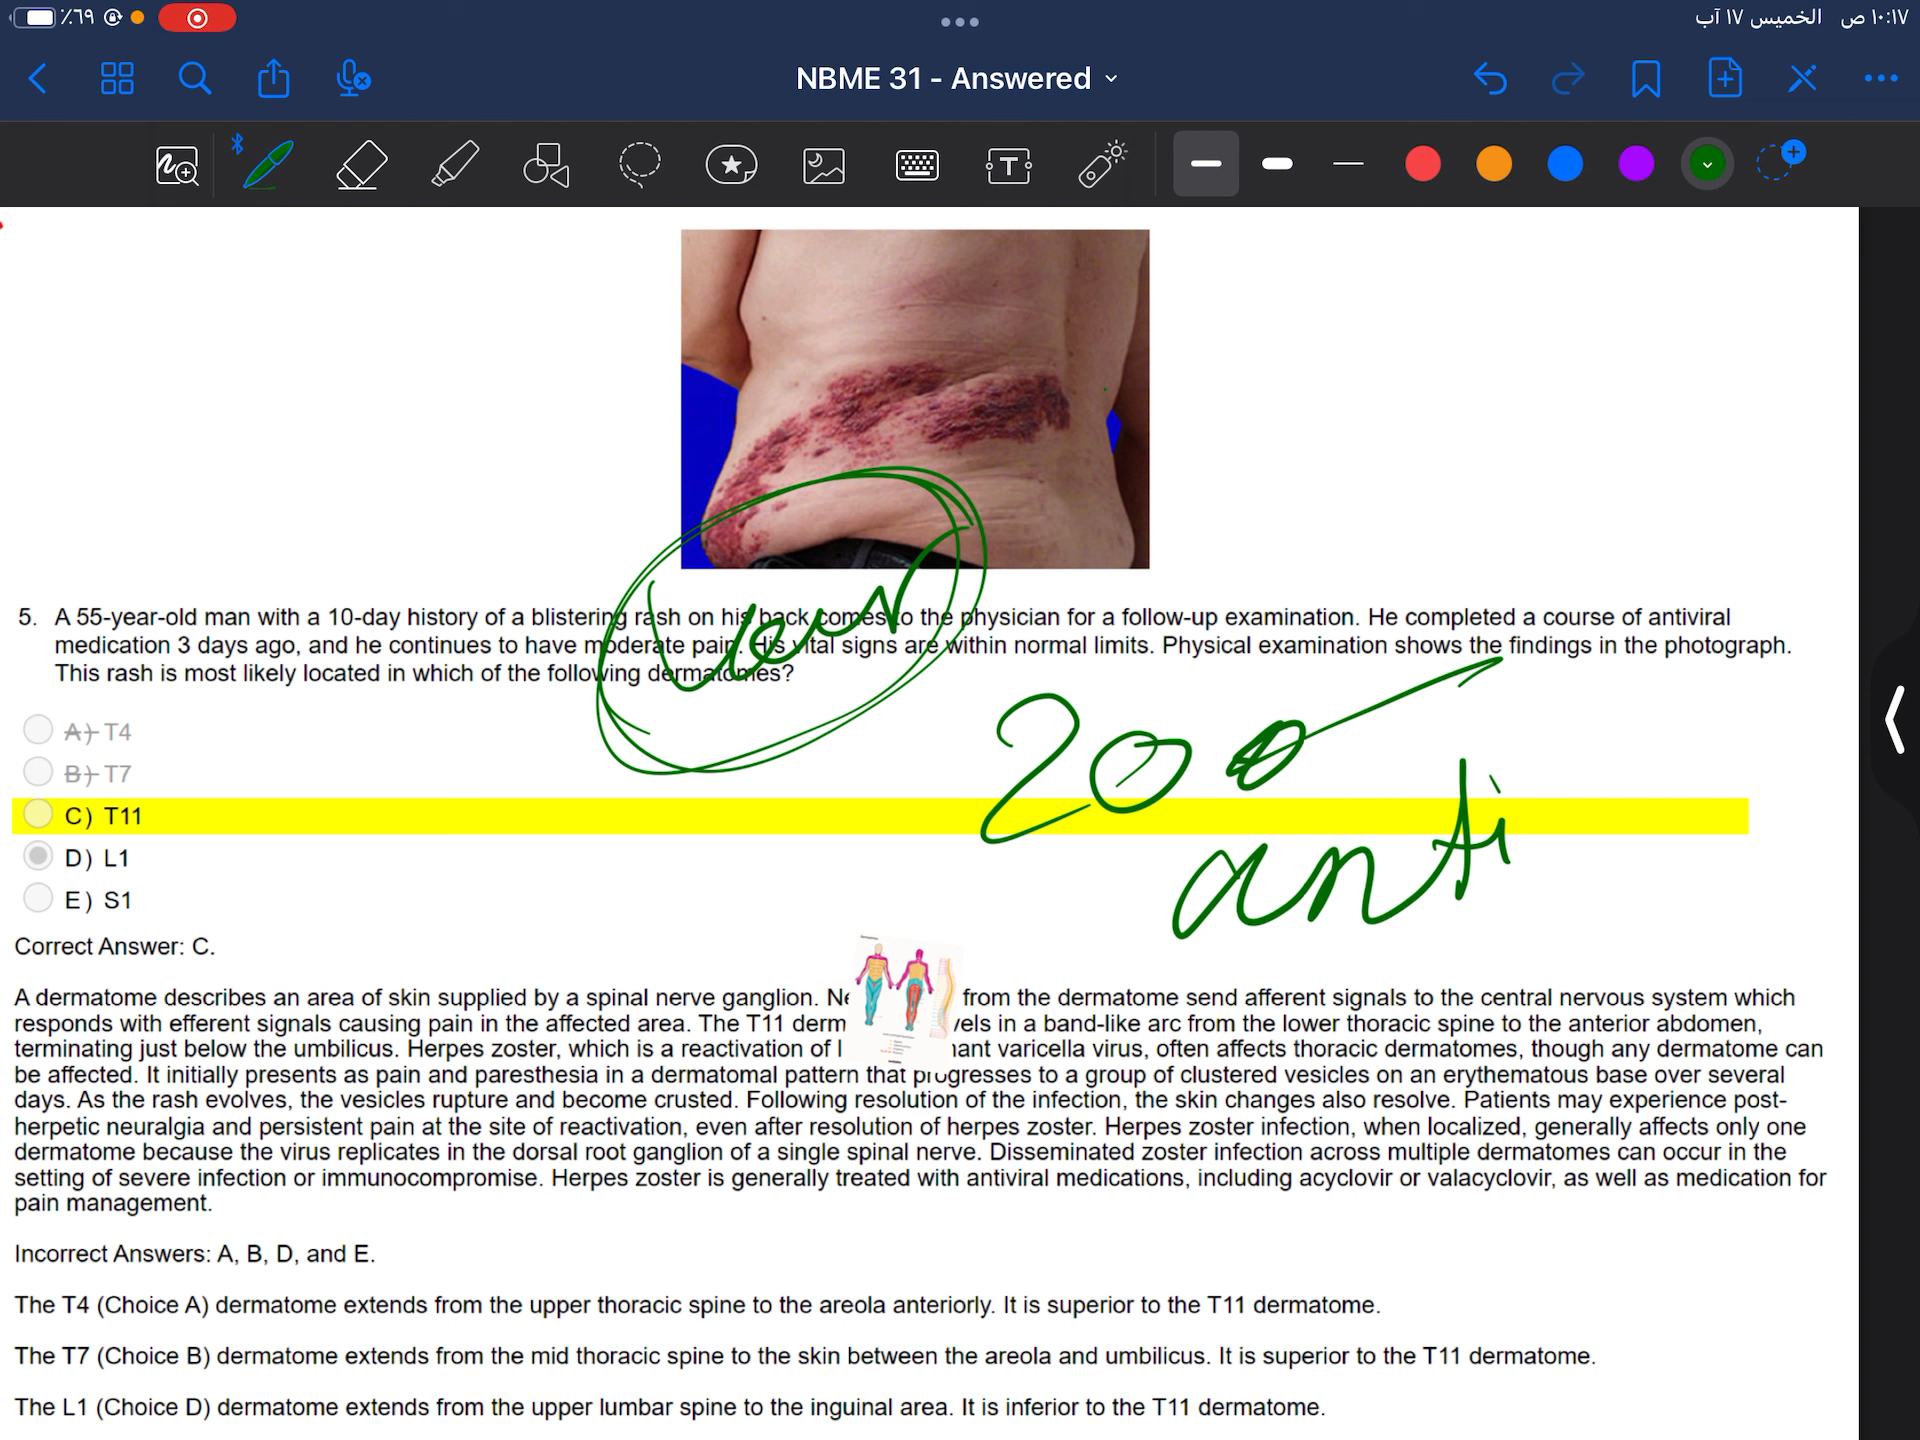 ٪٦٩
١٠:١٧ ص الخميس ١٧ آب
NBME 31 - Answered
5. A 55-year-old man with a 10-day history of a blistering rash on his back comes to the physician for a follow-up examination. He completed a course of antiviral
medication 3 days ago, and he continues to have moderate pain. His vital signs are within normal limits. Physical examination shows the findings in the photograph.
This rash is most likely located in which of the following dermatomes?
200
anti
A) T4
B) T7
C) T11
D) L1
E) S1
Correct Answer: C.
A dermatome describes an area of skin supplied by a spinal nerve ganglion. from the dermatome send afferent signals to the central nervous system which
responds with efferent signals causing pain in the affected area. The T11 derm vels in a band-like arc from the lower thoracic spine to the anterior abdomen,
terminating just below the umbilicus. Herpes zoster, which is a reactivation of nant varicella virus, often affects thoracic dermatomes, though any dermatome can
be affected. It initially presents as pain and paresthesia in a dermatomal pattern that progresses to a group of clustered vesicles on an erythematous base over several
days. As the rash evolves, the vesicles rupture and become crusted. Following resolution of the infection, the skin changes also resolve. Patients may experience post-
herpetic neuralgia and persistent pain at the site of reactivation, even after resolution of herpes zoster. Herpes zoster infection, when localized, generally affects only one
dermatome because the virus replicates in the dorsal root ganglion of a single spinal nerve. Disseminated zoster infection across multiple dermatomes can occur in the
setting of severe infection or immunocompromise. Herpes zoster is generally treated with antiviral medications, including acyclovir or valacyclovir, as well as medication for
pain management.
Incorrect Answers: A, B, D, and E.
The T4 (Choice A) dermatome extends from the upper thoracic spine to the areola anteriorly. It is superior to the T11 dermatome.
The T7 (Choice B) dermatome extends from the mid thoracic spine to the skin between the areola and umbilicus. It is superior to the T11 dermatome.
The L1 (Choice D) dermatome extends from the upper lumbar spine to the inguinal area. It is inferior to the T11 dermatome.